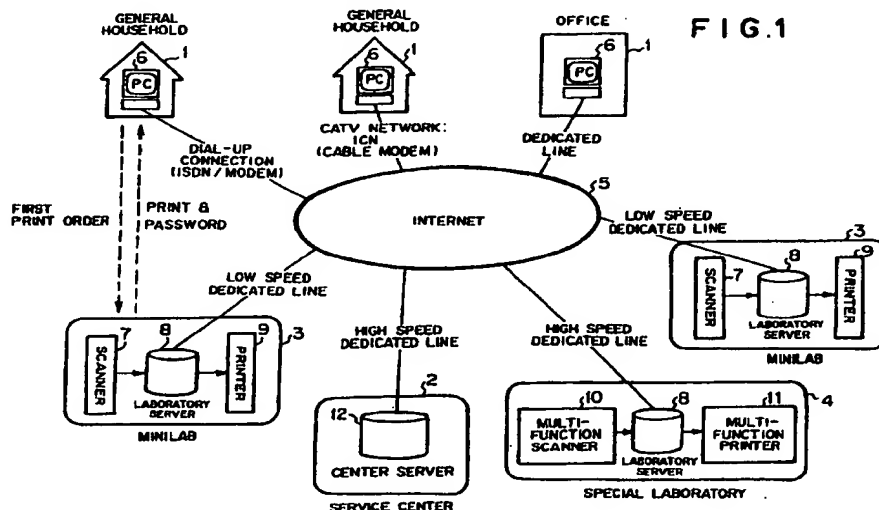 FIG.1
GENERAL
HOUSEHOLD
1
6
PC
GENERAL
HOUSEHOLD
1
6
PC
OFFICE
6
1
PC
DIAL-UP
CONNECTION
(ISDN/MODEM)
CATV NETWORK:
ICN
(CABLE MODEM)
DEDICATED
LINE
5
INTERNET
FIRST
PRINT ORDER
PRINT &
PASSWORD
LOW SPEED
DEDICATED LINE
LOW SPEED
DEDICATED LINE
3
7
8
9
SCANNER
LABORATORY
SERVER
PRINTER
MINILAB
HIGH SPEED
DEDICATED LINE
HIGH SPEED
DEDICATED LINE
7
8
9
3
SCANNER
LABORATORY
SERVER
PRINTER
MINILAB
2
12
CENTER SERVER
SERVICE CENTER
10
8
11
4
MULTI-
FUNCTION
SCANNER
LABORATORY
SERVER
MULTI-
FUNCTION
PRINTER
SPECIAL LABORATORY